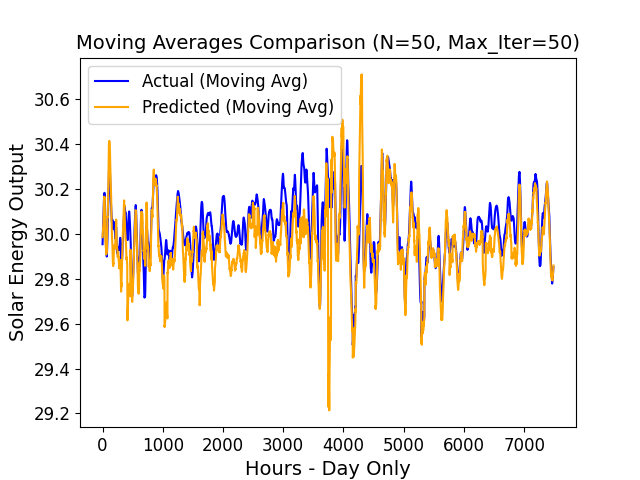 Moving Averages Comparison (N=50, Max_Iter=50)
Actual (Moving Avg)
Predicted (Moving Avg)
Solar Energy Output
30.6
30.4
30.2
30.0
29.8
29.6
29.4
29.2
0 1000 2000 3000 4000 5000 6000 7000
Hours - Day Only